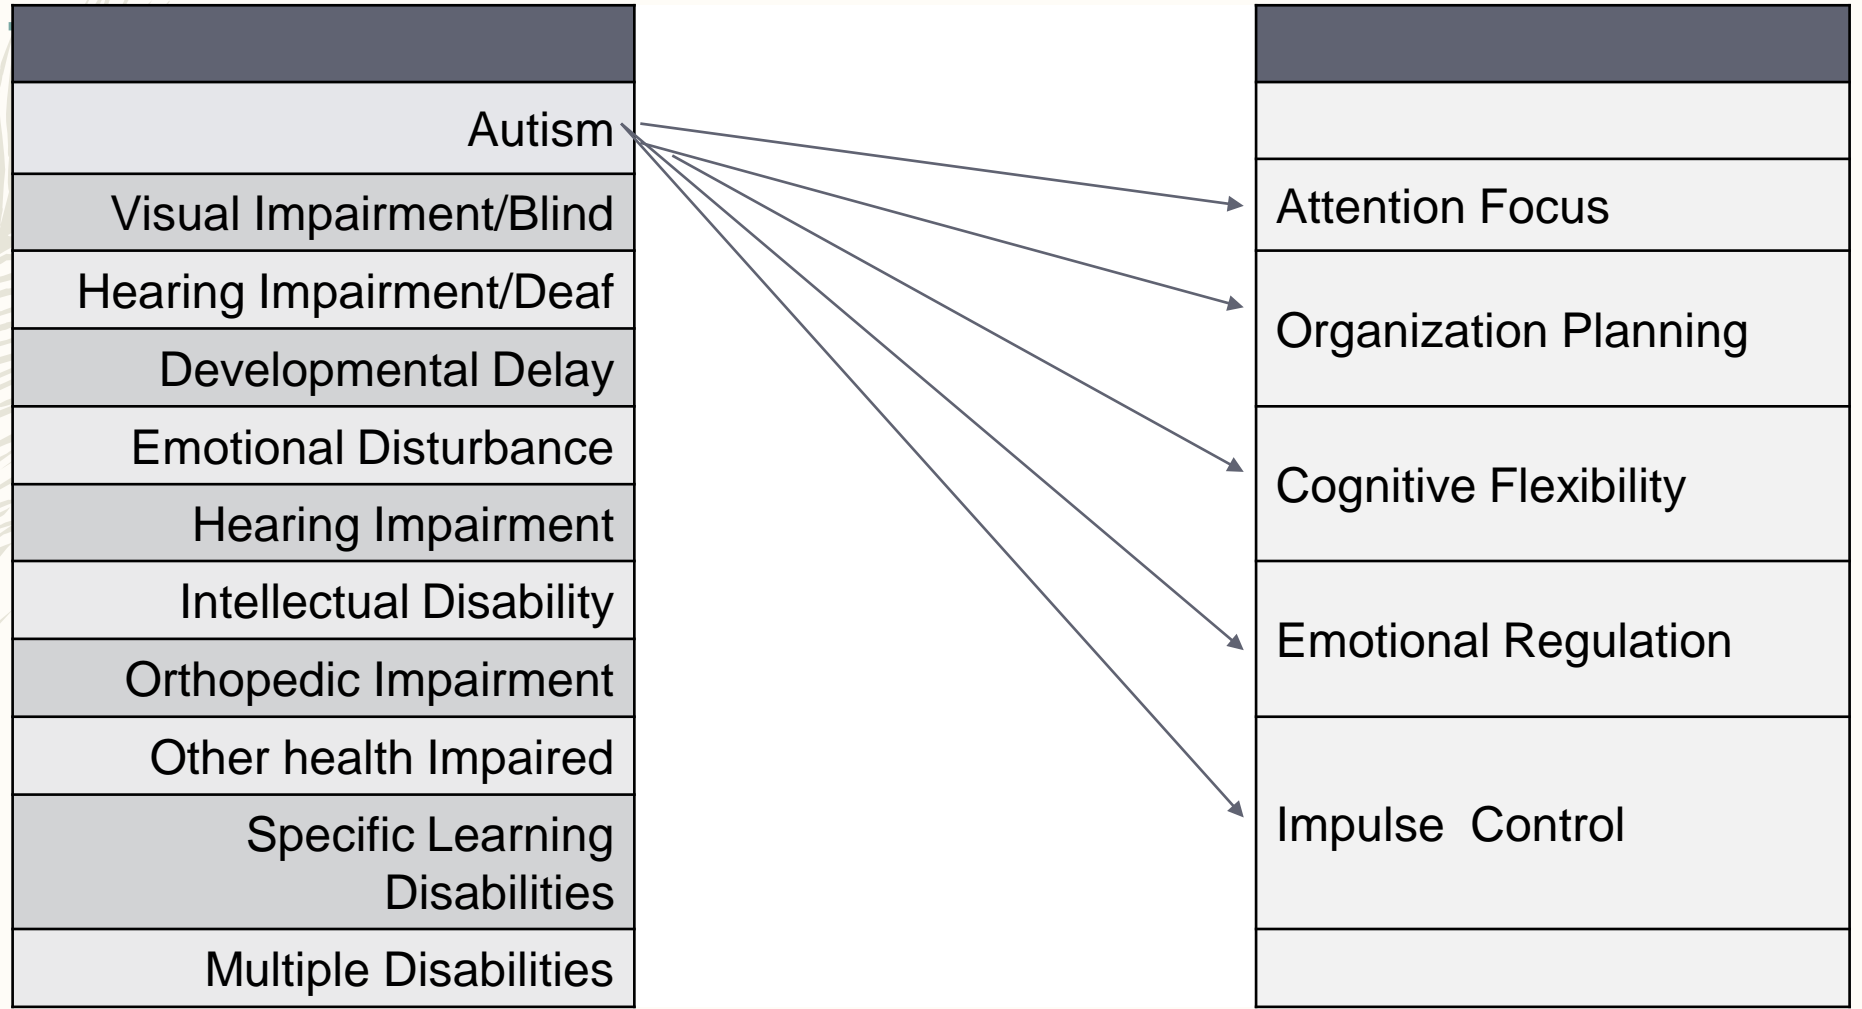 Autism
Visual Impairment/Blind
Hearing Impairment/Deaf
Developmental Delay
Emotional Disturbance
Hearing Impairment
Intellectual Disability
Orthopedic Impairment
Other health Impaired
Specific Learning
Disabilities
Multiple Disabilities
Attention Focus
Organization Planning
Cognitive Flexibility
Emotional Regulation
Impulse  Control